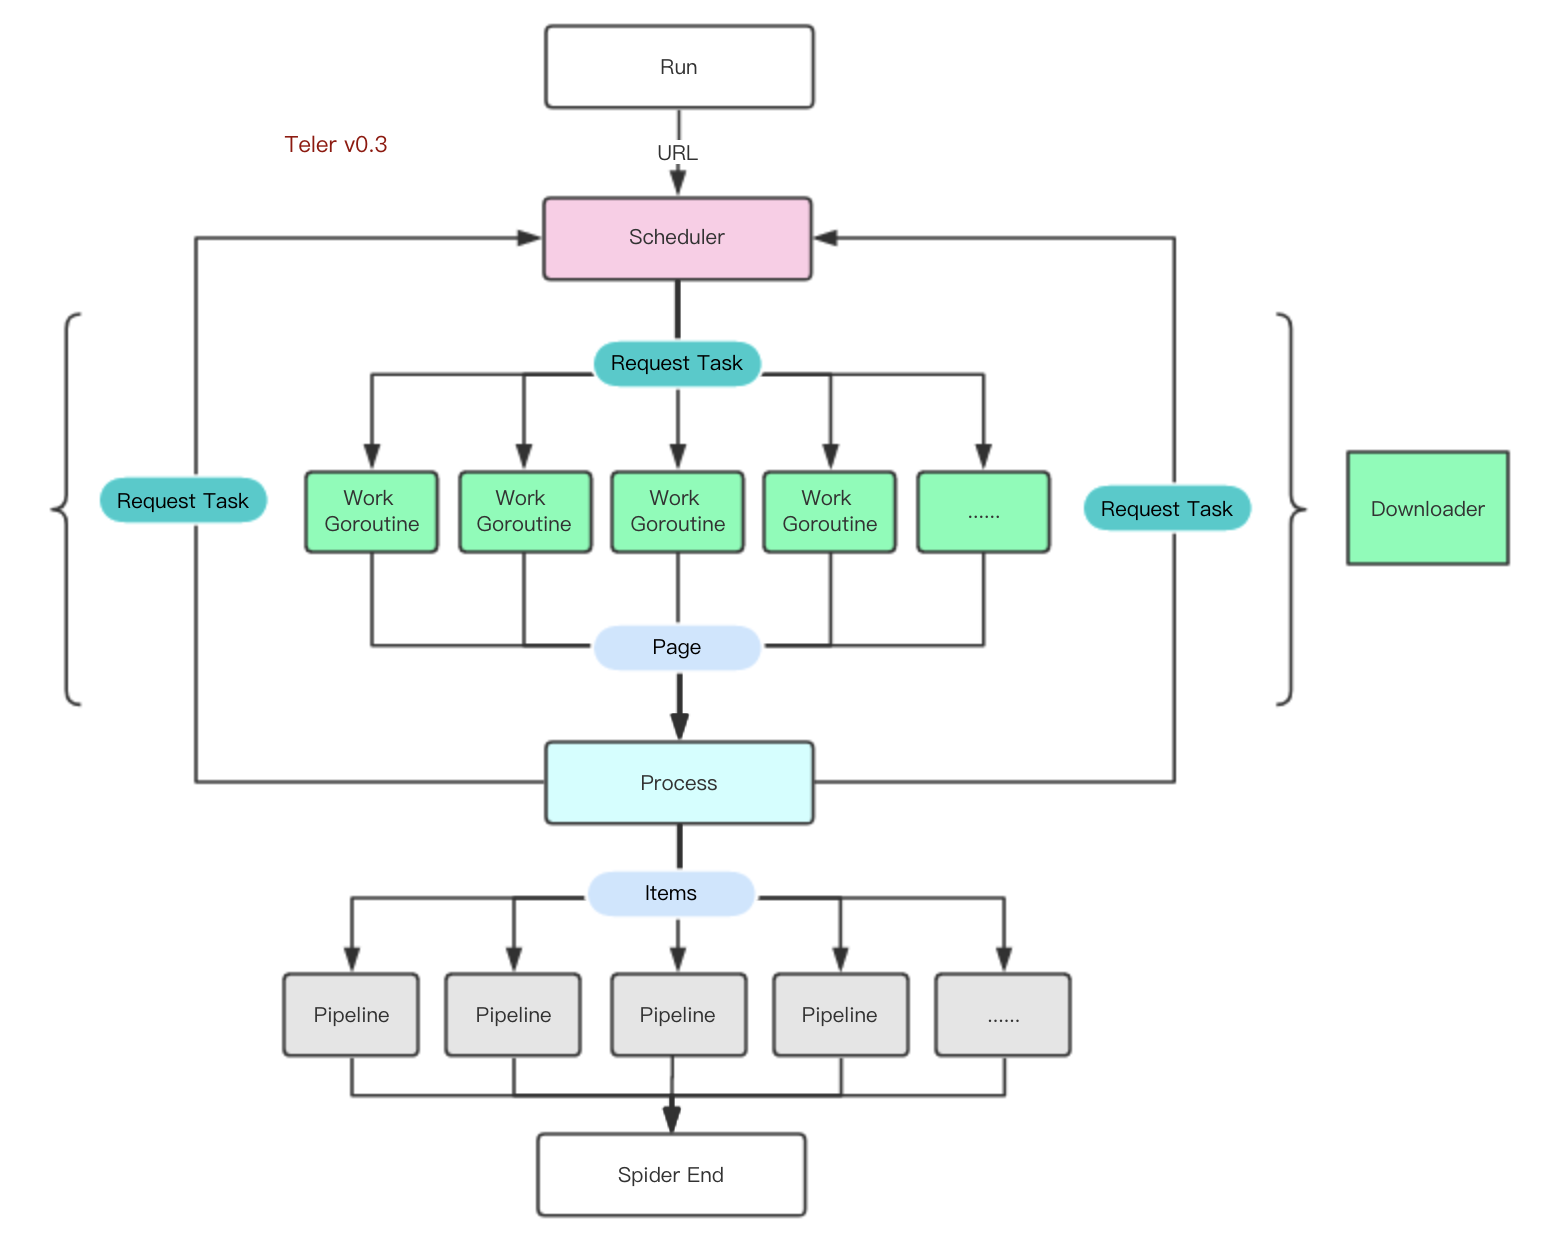 Run
Teler v0.3
URL
Scheduler
Request Task
Request Task
Work
Goroutine
Work
Goroutine
Work
Goroutine
Work
Goroutine
......
Request Task
Downloader
Page
Process
Items
Pipeline
Pipeline
Pipeline
Pipeline
......
Spider End